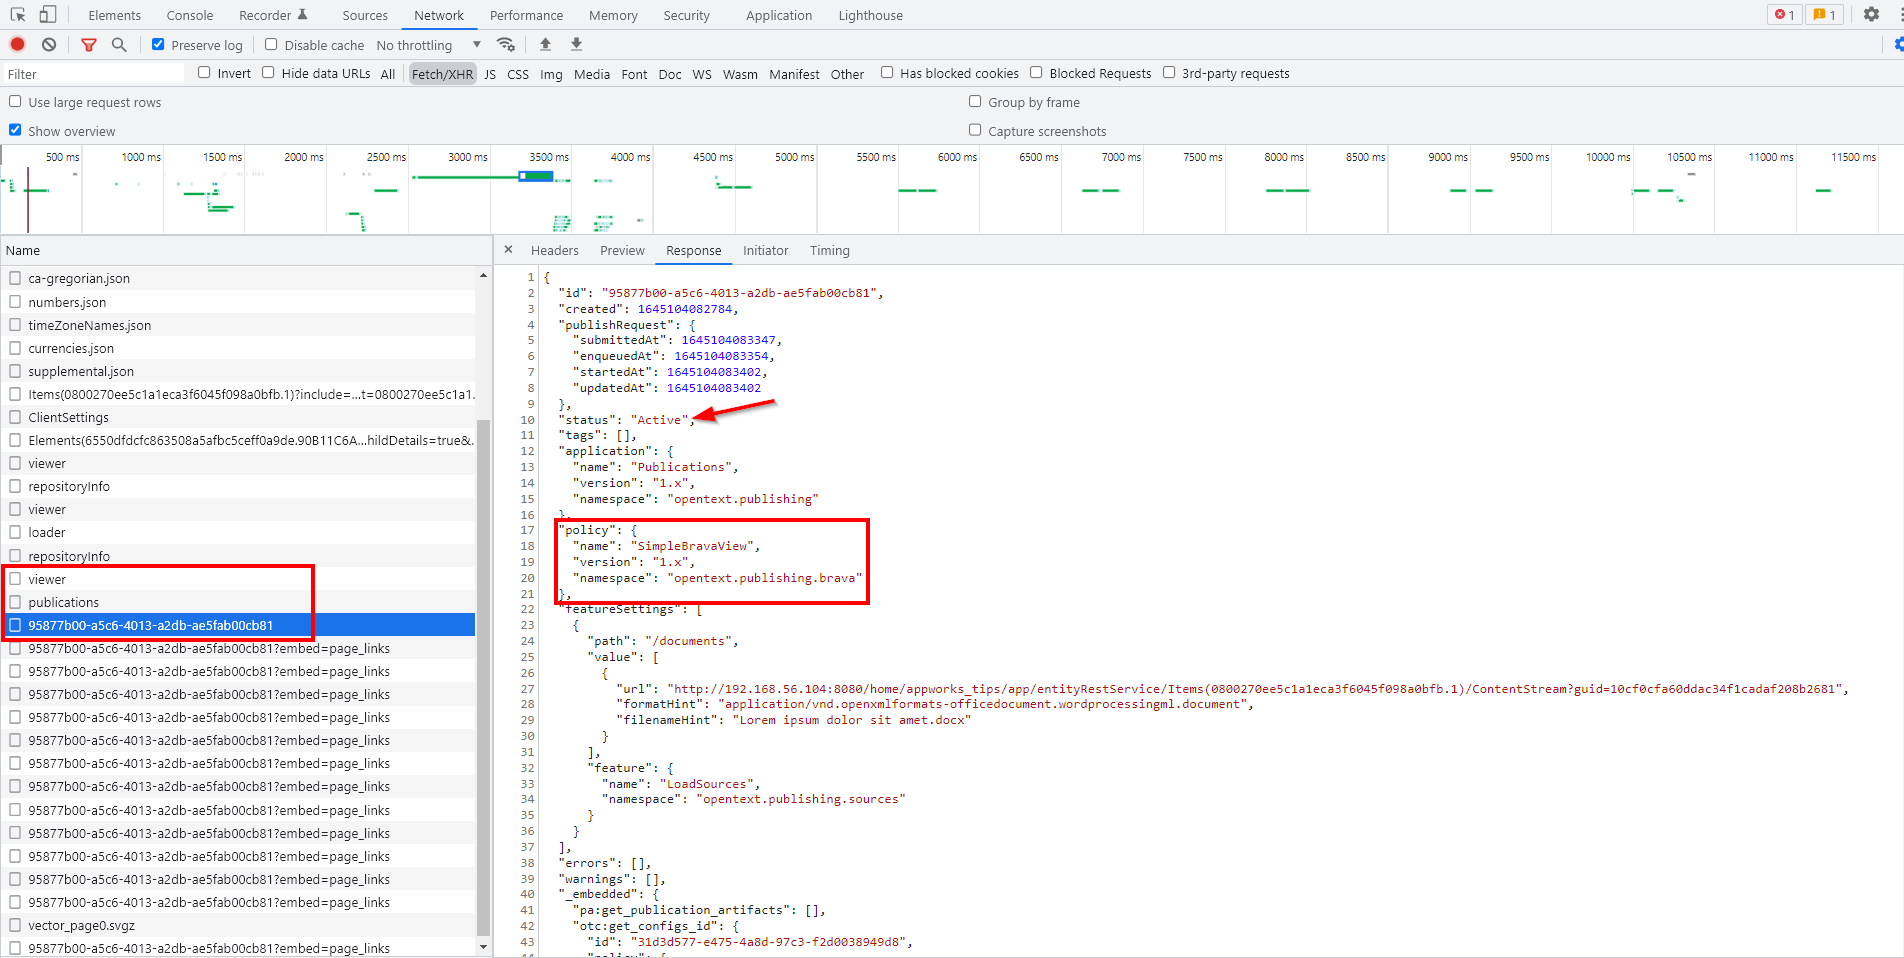 Elements Console Recorder Sources Network Performance Memory Security Application Lighthouse 1 1
Preserve log Disable cache No throttling
Filter Invert Hide data URLs All Fetch/XHR JS CSS Img Media Font Doc WS Wasm Manifest Other Has blocked cookies Blocked Requests 3rd-party requests
Use large request rows Group by frame
Show overview Capture screenshots
500 ms 1000 ms 1500 ms 2000 ms 2500 ms 3000 ms 3500 ms 4000 ms 4500 ms 5000 ms 5500 ms 6000 ms 6500 ms 7000 ms 7500 ms 8000 ms 8500 ms 9000 ms 9500 ms 10000 ms 10500 ms 11000 ms 11500 ms
Name
ca-gregorian.json
numbers.json
timeZoneNames.json
currencies.json
supplemental.json
Items(0800270ee5c1a1eca3f6045f098a0bfb.1)?include=...t=0800270ee5c1a1.
ClientSettings
Elements(6550dfdcfc863508a5afbc5ceff0a9de.90B11C6A...hildDetails=true&.
viewer
repositoryInfo
viewer
loader
repositoryInfo
viewer
publications
95877b00-a5c6-4013-a2db-ae5fab00cb81
95877b00-a5c6-4013-a2db-ae5fab00cb81?embed=page_links
95877b00-a5c6-4013-a2db-ae5fab00cb81?embed=page_links
95877b00-a5c6-4013-a2db-ae5fab00cb81?embed=page_links
95877b00-a5c6-4013-a2db-ae5fab00cb81?embed=page_links
95877b00-a5c6-4013-a2db-ae5fab00cb81?embed=page_links
95877b00-a5c6-4013-a2db-ae5fab00cb81?embed=page_links
95877b00-a5c6-4013-a2db-ae5fab00cb81?embed=page_links
95877b00-a5c6-4013-a2db-ae5fab00cb81?embed=page_links
95877b00-a5c6-4013-a2db-ae5fab00cb81?embed=page_links
95877b00-a5c6-4013-a2db-ae5fab00cb81?embed=page_links
95877b00-a5c6-4013-a2db-ae5fab00cb81?embed=page_links
95877b00-a5c6-4013-a2db-ae5fab00cb81?embed=page_links
vector_page0.svgz
95877b00-a5c6-4013-a2db-ae5fab00cb81?embed=page_links
× Headers Preview Response Initiator Timing
1 {
2 "id": "95877b00-a5c6-4013-a2db-ae5fab00cb81",
3 "created": 1645104082784,
4 "publishRequest": {
5 "submittedAt": 1645104083347,
6 "enqueuedAt": 1645104083354,
7 "startedAt": 1645104083402,
8 "updatedAt": 1645104083402
9 },
10 "status": "Active",
11 "tags": [],
12 "application": {
13 "name": "Publications",
14 "version": "1.x",
15 "namespace": "opentext.publishing"
16 },
17 "policy": {
18 "name": "SimpleBravaView",
19 "version": "1.x",
20 "namespace": "opentext.publishing.brava"
21 },
22 "featureSettings": [
23 {
24 "path": "/documents",
25 "value": [
26 {
27 "url": "http://192.168.56.104:8080/home/appworks_tips/app/entityRestService/Items(0800270ee5c1a1eca3f6045f098a0bfb.1)/ContentStream?guid=10cf0cfa60ddac34f1cadaf208b2681",
28 "formatHint": "application/vnd.openxmlformats-officedocument.wordprocessingml.document",
29 "filenameHint": "Lorem ipsum dolor sit amet.docx"
30 }
31 ],
32 "feature": {
33 "name": "LoadSources",
34 "namespace": "opentext.publishing.sources"
35 }
36 }
37 ],
38 "errors": [],
39 "warnings": [],
40 "_embedded": {
41 "pa:get_publication_artifacts": [],
42 "otc:get_configs_id": {
43 "id": "31d3d577-e475-4a8d-97c3-f2d0038949d8",
44 "policy": {